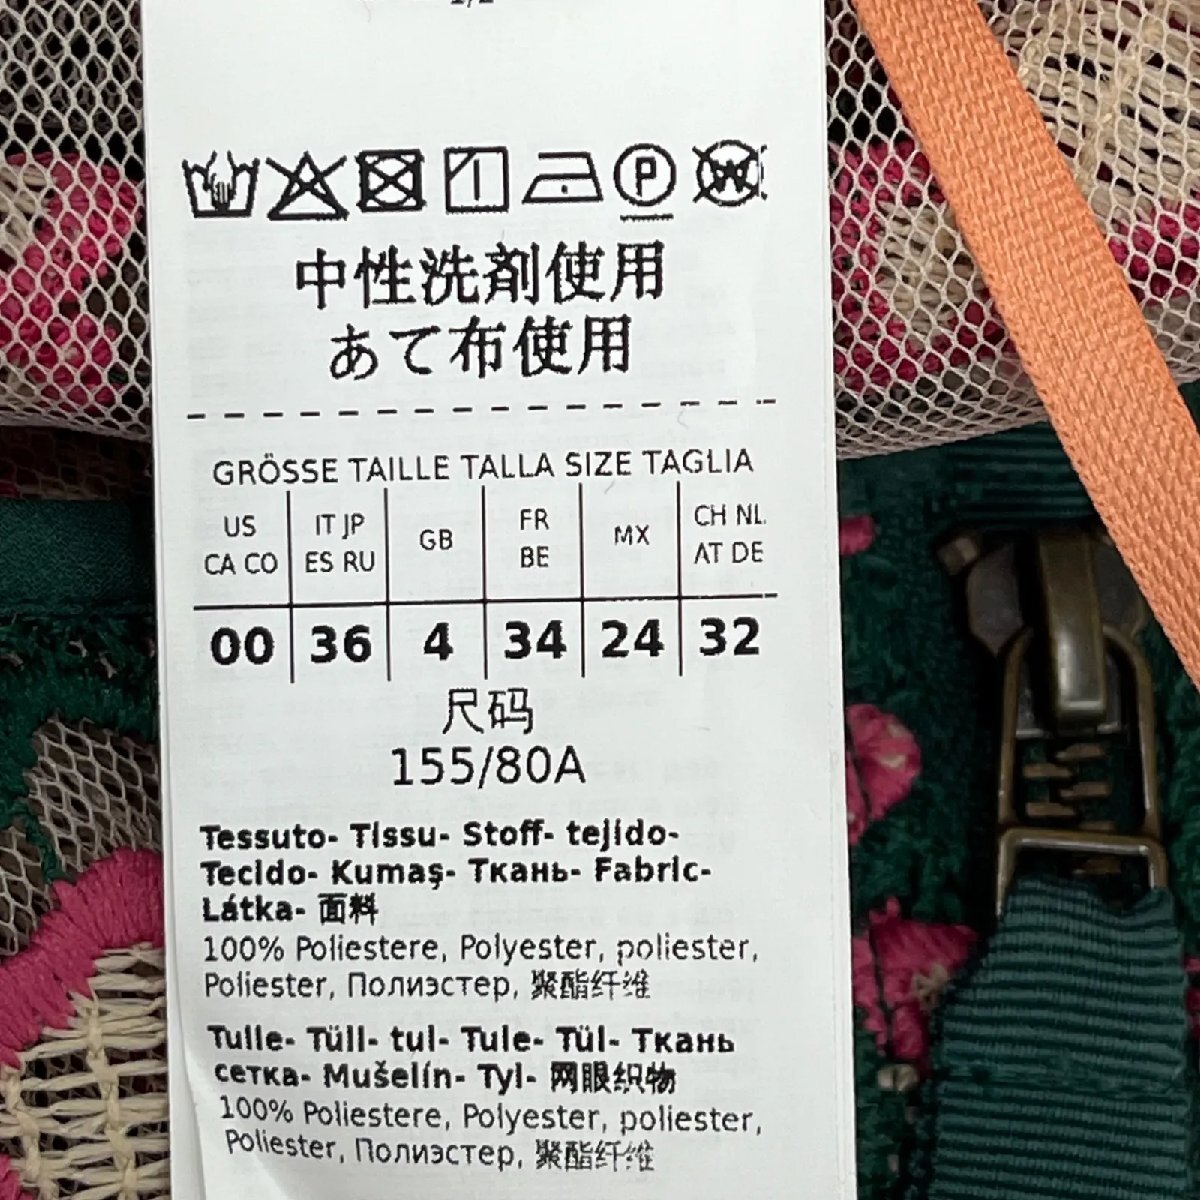 P W
中性洗剤使用
あて布使用
GRÖSSE TAILLE TALLA SIZE TAGLIA
US IT JP GB FR MX CH NL
CA CO ES RU BE AT DE
00 36 4 34 24 32
尺码
155/80A
Tessuto- Tissu- Stoff- tejido-
Tecido- Kumaş- Ткань- Fabric-
Látka- 面料
100% Poliestere, Polyester, poliester,
Poliester, Полиэстер, 聚酯纤维
Tulle- Tüll- tul- Tule- Tül- Ткань
сетка- Mušelín- Tyl- 网眼织物
100% Poliestere, Polyester, poliester,
Poliester, Полиэстер, 聚酯纤维